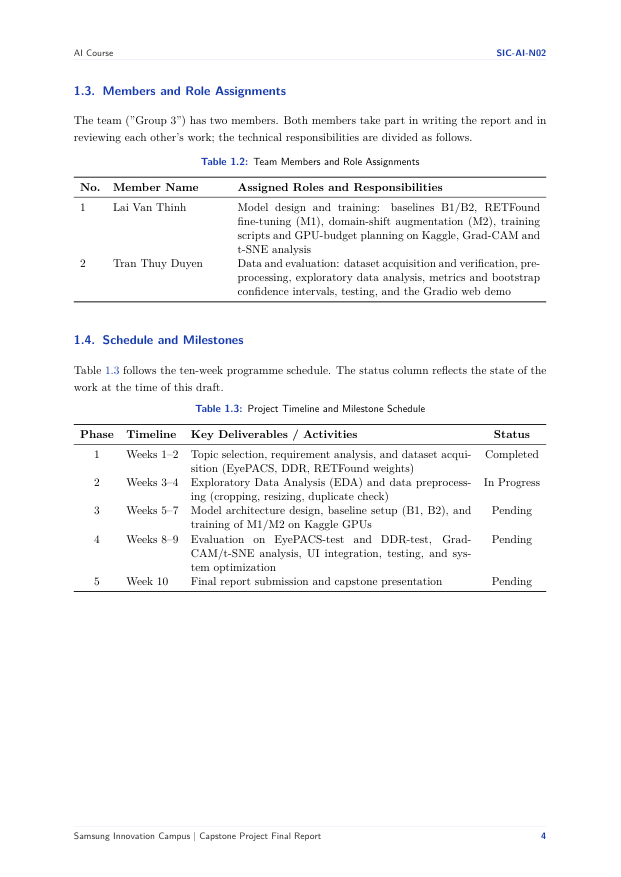 AI Course SIC-AI-N02
1.3. Members and Role Assignments
The team (”Group 3”) has two members. Both members take part in writing the report and in
reviewing each other’s work; the technical responsibilities are divided as follows.
Table 1.2: Team Members and Role Assignments
No. Member Name Assigned Roles and Responsibilities
1 Lai Van Thinh Model design and training: baselines B1/B2, RETFound
fine-tuning (M1), domain-shift augmentation (M2), training
scripts and GPU-budget planning on Kaggle, Grad-CAM and
t-SNE analysis
2 Tran Thuy Duyen Data and evaluation: dataset acquisition and verification, pre-
processing, exploratory data analysis, metrics and bootstrap
confidence intervals, testing, and the Gradio web demo
1.4. Schedule and Milestones
Table 1.3 follows the ten-week programme schedule. The status column reflects the state of the
work at the time of this draft.
Table 1.3: Project Timeline and Milestone Schedule
Phase Timeline Key Deliverables / Activities Status
1 Weeks 1–2 Topic selection, requirement analysis, and dataset acqui- Completed
sition (EyePACS, DDR, RETFound weights)
2 Weeks 3–4 Exploratory Data Analysis (EDA) and data preprocess- In Progress
ing (cropping, resizing, duplicate check)
3 Weeks 5–7 Model architecture design, baseline setup (B1, B2), and Pending
training of M1/M2 on Kaggle GPUs
4 Weeks 8–9 Evaluation on EyePACS-test and DDR-test, Grad- Pending
CAM/t-SNE analysis, UI integration, testing, and sys-
tem optimization
5 Week 10 Final report submission and capstone presentation Pending
Samsung Innovation Campus | Capstone Project Final Report 4